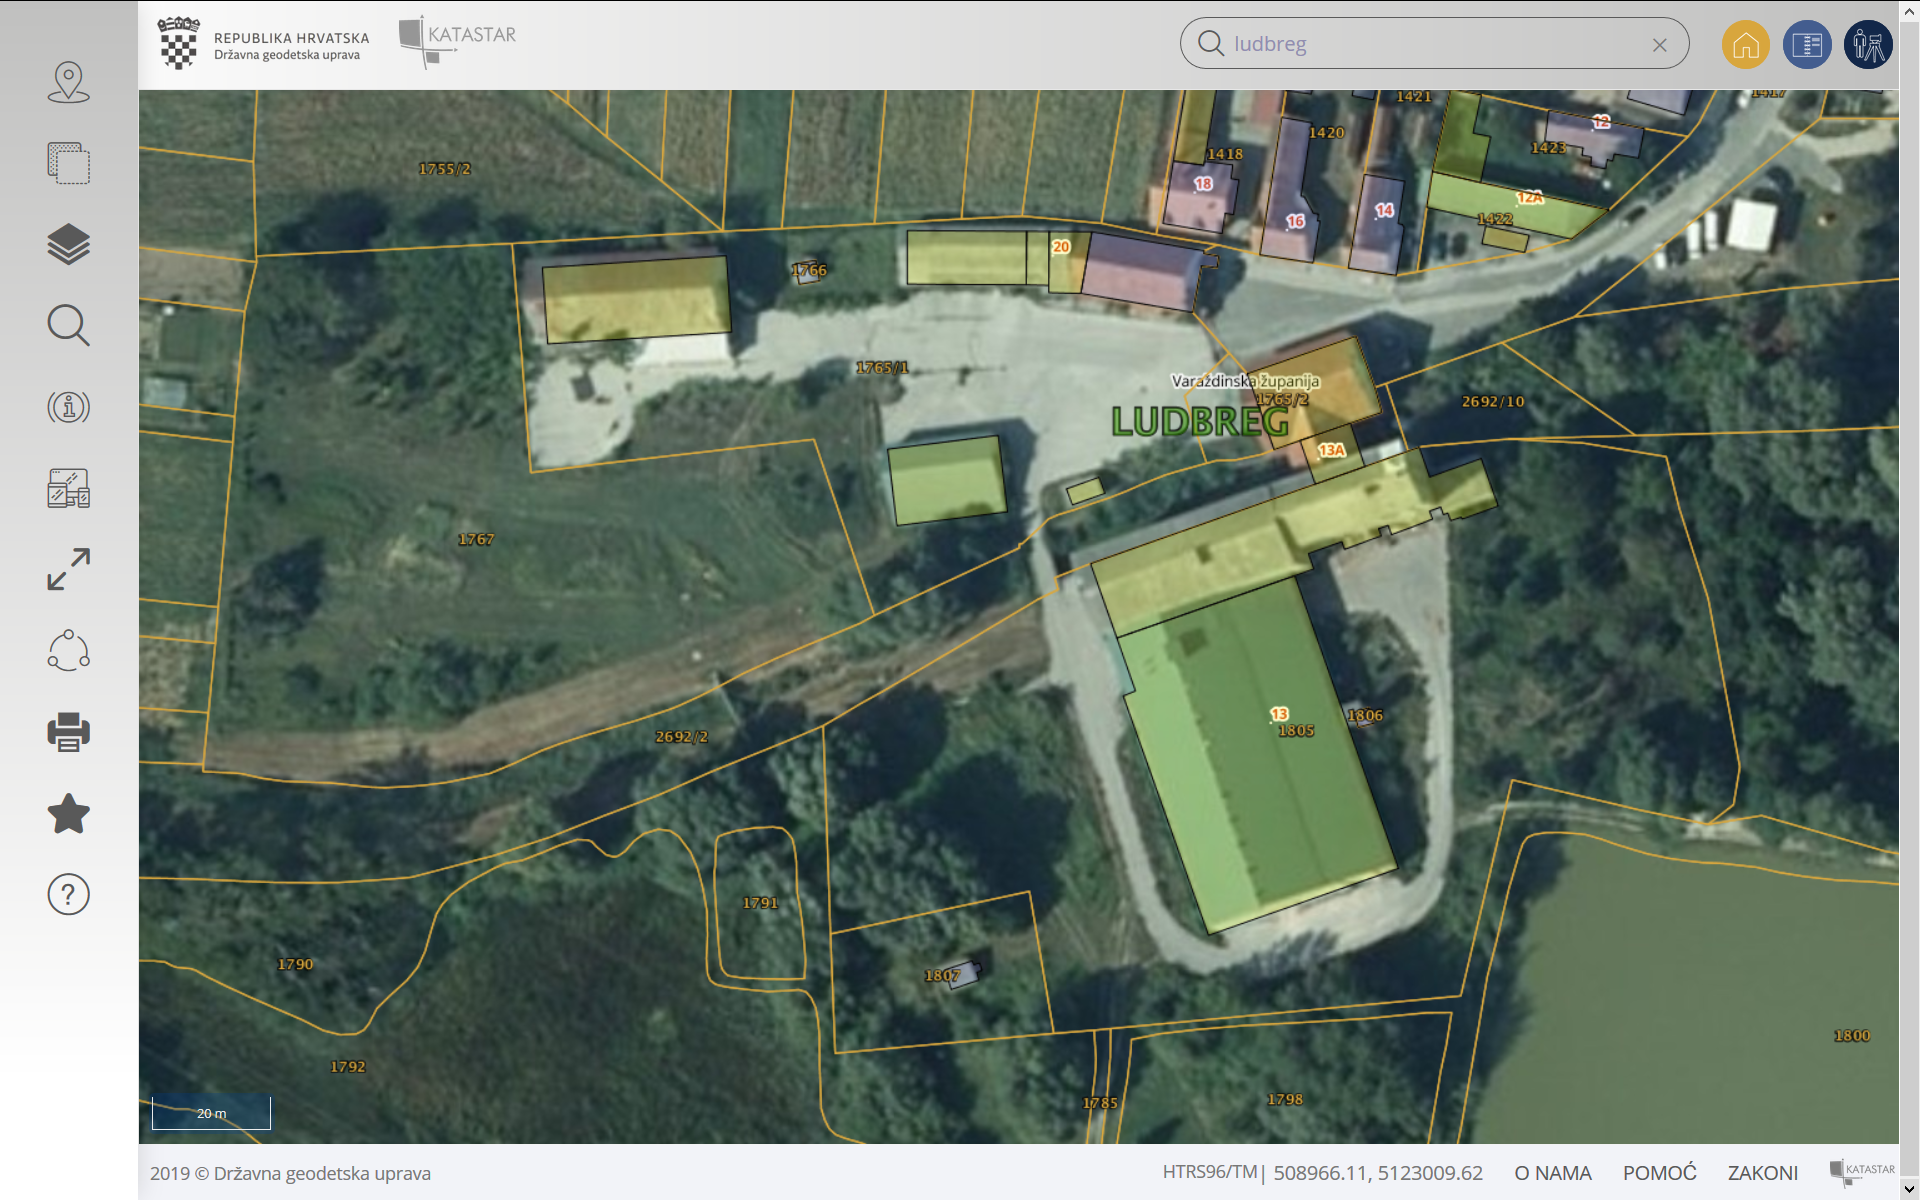 REPUBLIKA HRVATSKA
Državna geodetska uprava
KATASTAR
ludbreg
1417
1421
12
1420
1423
1418
1755/2
18
12A
14
16
1422
20
1766
1765/1
Varaždinska županija
1765/2
2692/10
LUDBREG
13A
1767
13
1806
1805
2692/2
1791
1790
1807
1800
1792
1798
1785
20 m
2019 © Državna geodetska uprava
HTRS96/TM| 508966.11, 5123009.62
O NAMA
POMOĆ
ZAKONI
KATASTAR